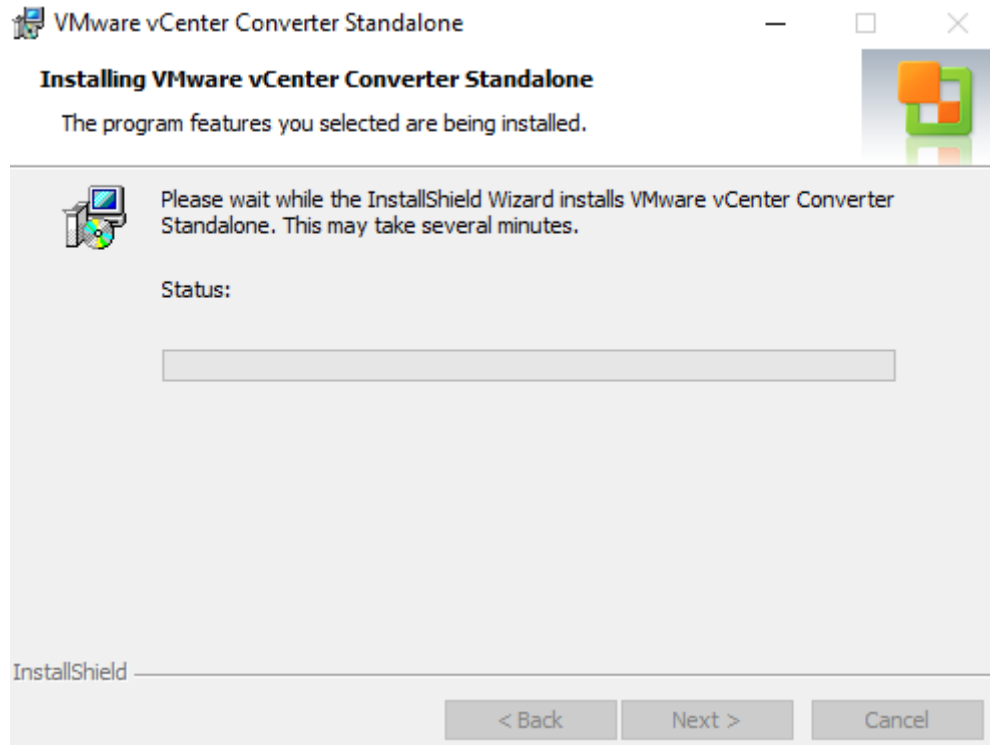 VMware vCenter Converter Standalone
Installing VMware vCenter Converter Standalone
The program features you selected are being installed.
Please wait while the InstallShield Wizard installs VMware vCenter Converter
Standalone. This may take several minutes.
Status:
InstallShield
< Back Next > Cancel